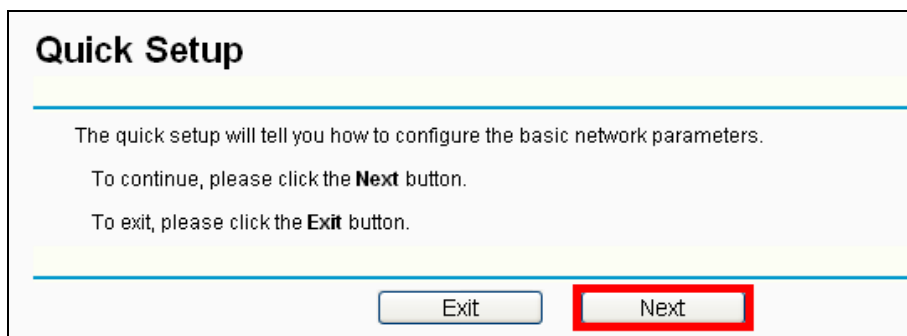 Quick Setup
The quick setup will tell you how to configure the basic network parameters.
To continue, please click the Next button.
To exit, please click the Exit button.
Exit Next